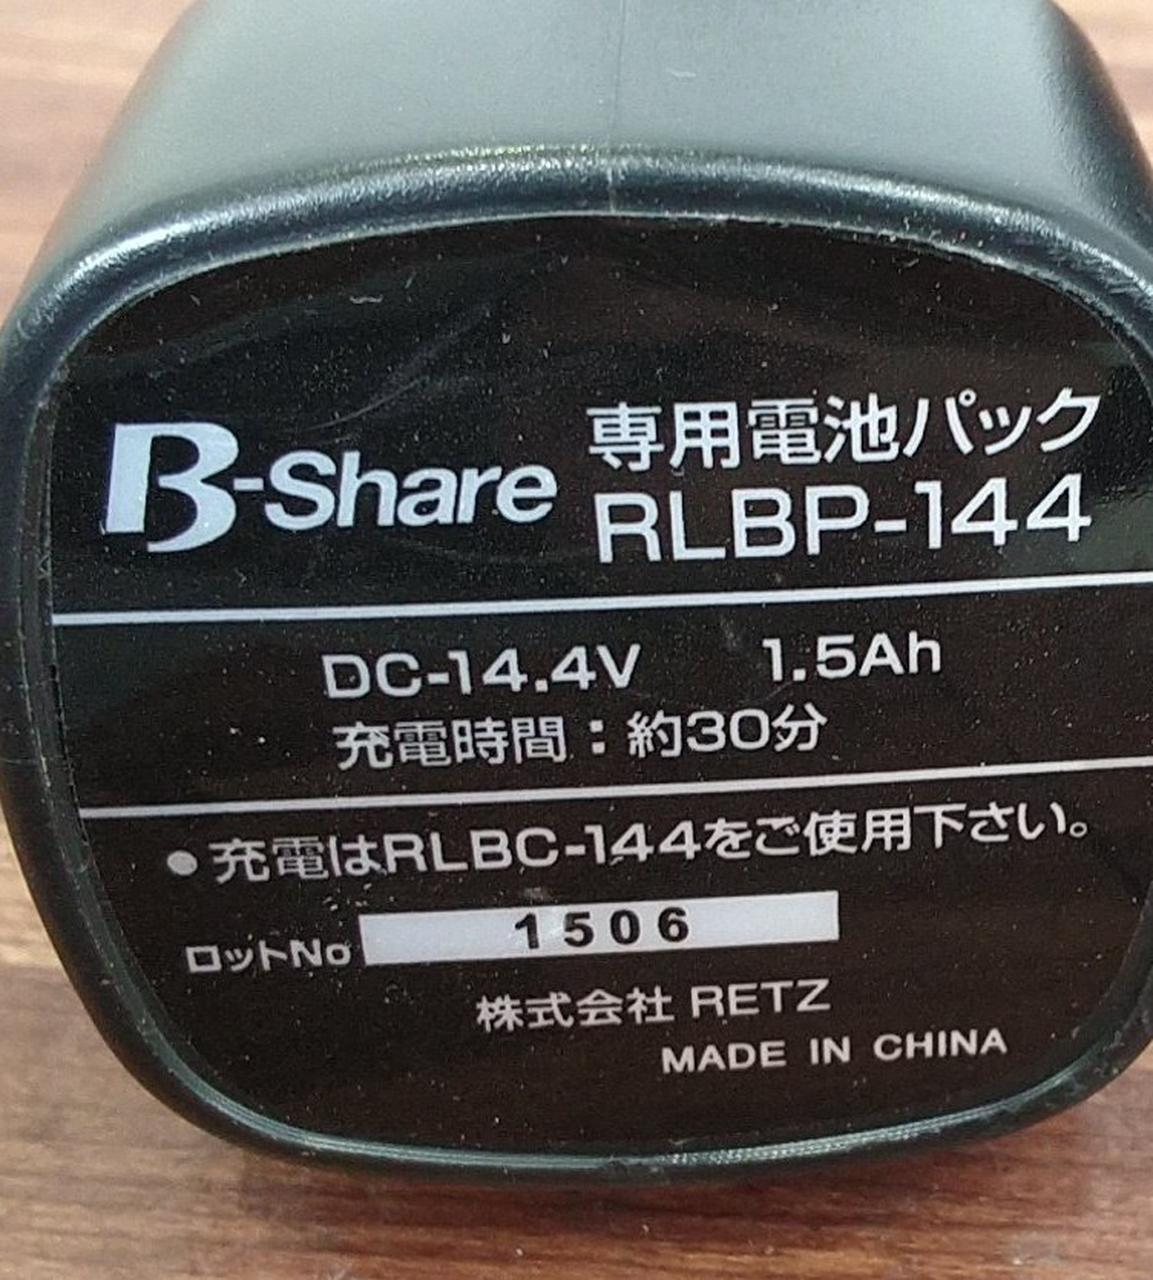 B-Share 専用電池パック
RLBP-144
DC-14.4V 1.5Ah
充電時間：約30分
●充電はRLBC-144をご使用下さい。
ロットNo 1506
株式会社 RETZ
MADE IN CHINA